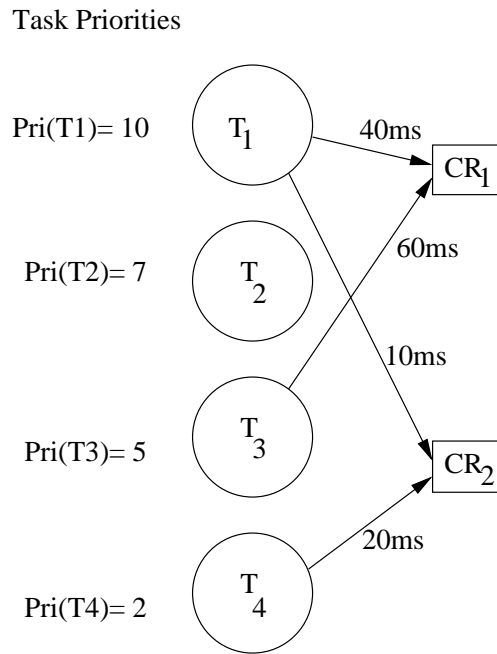 Task Priorities
Pri(T1)= 10
T1
40ms
CR1
60ms
Pri(T2)= 7
T2
10ms
Pri(T3)= 5
T3
CR2
20ms
Pri(T4)= 2
T4